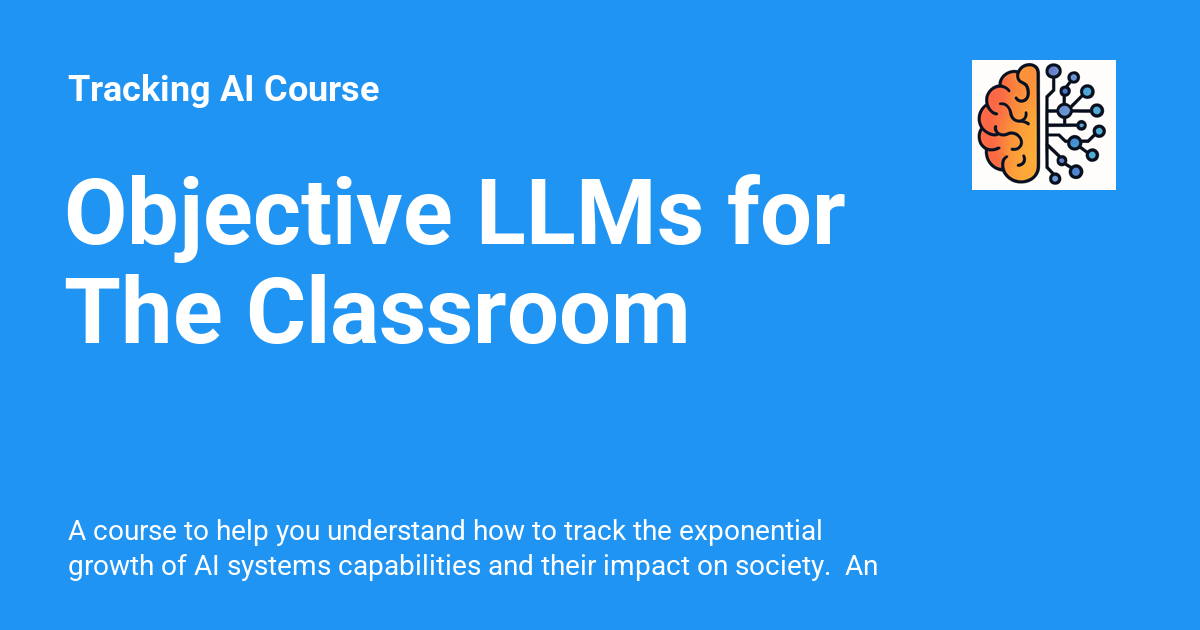 Tracking AI Course
Objective LLMs for
The Classroom
A course to help you understand how to track the exponential
growth of AI systems capabilities and their impact on society.  An